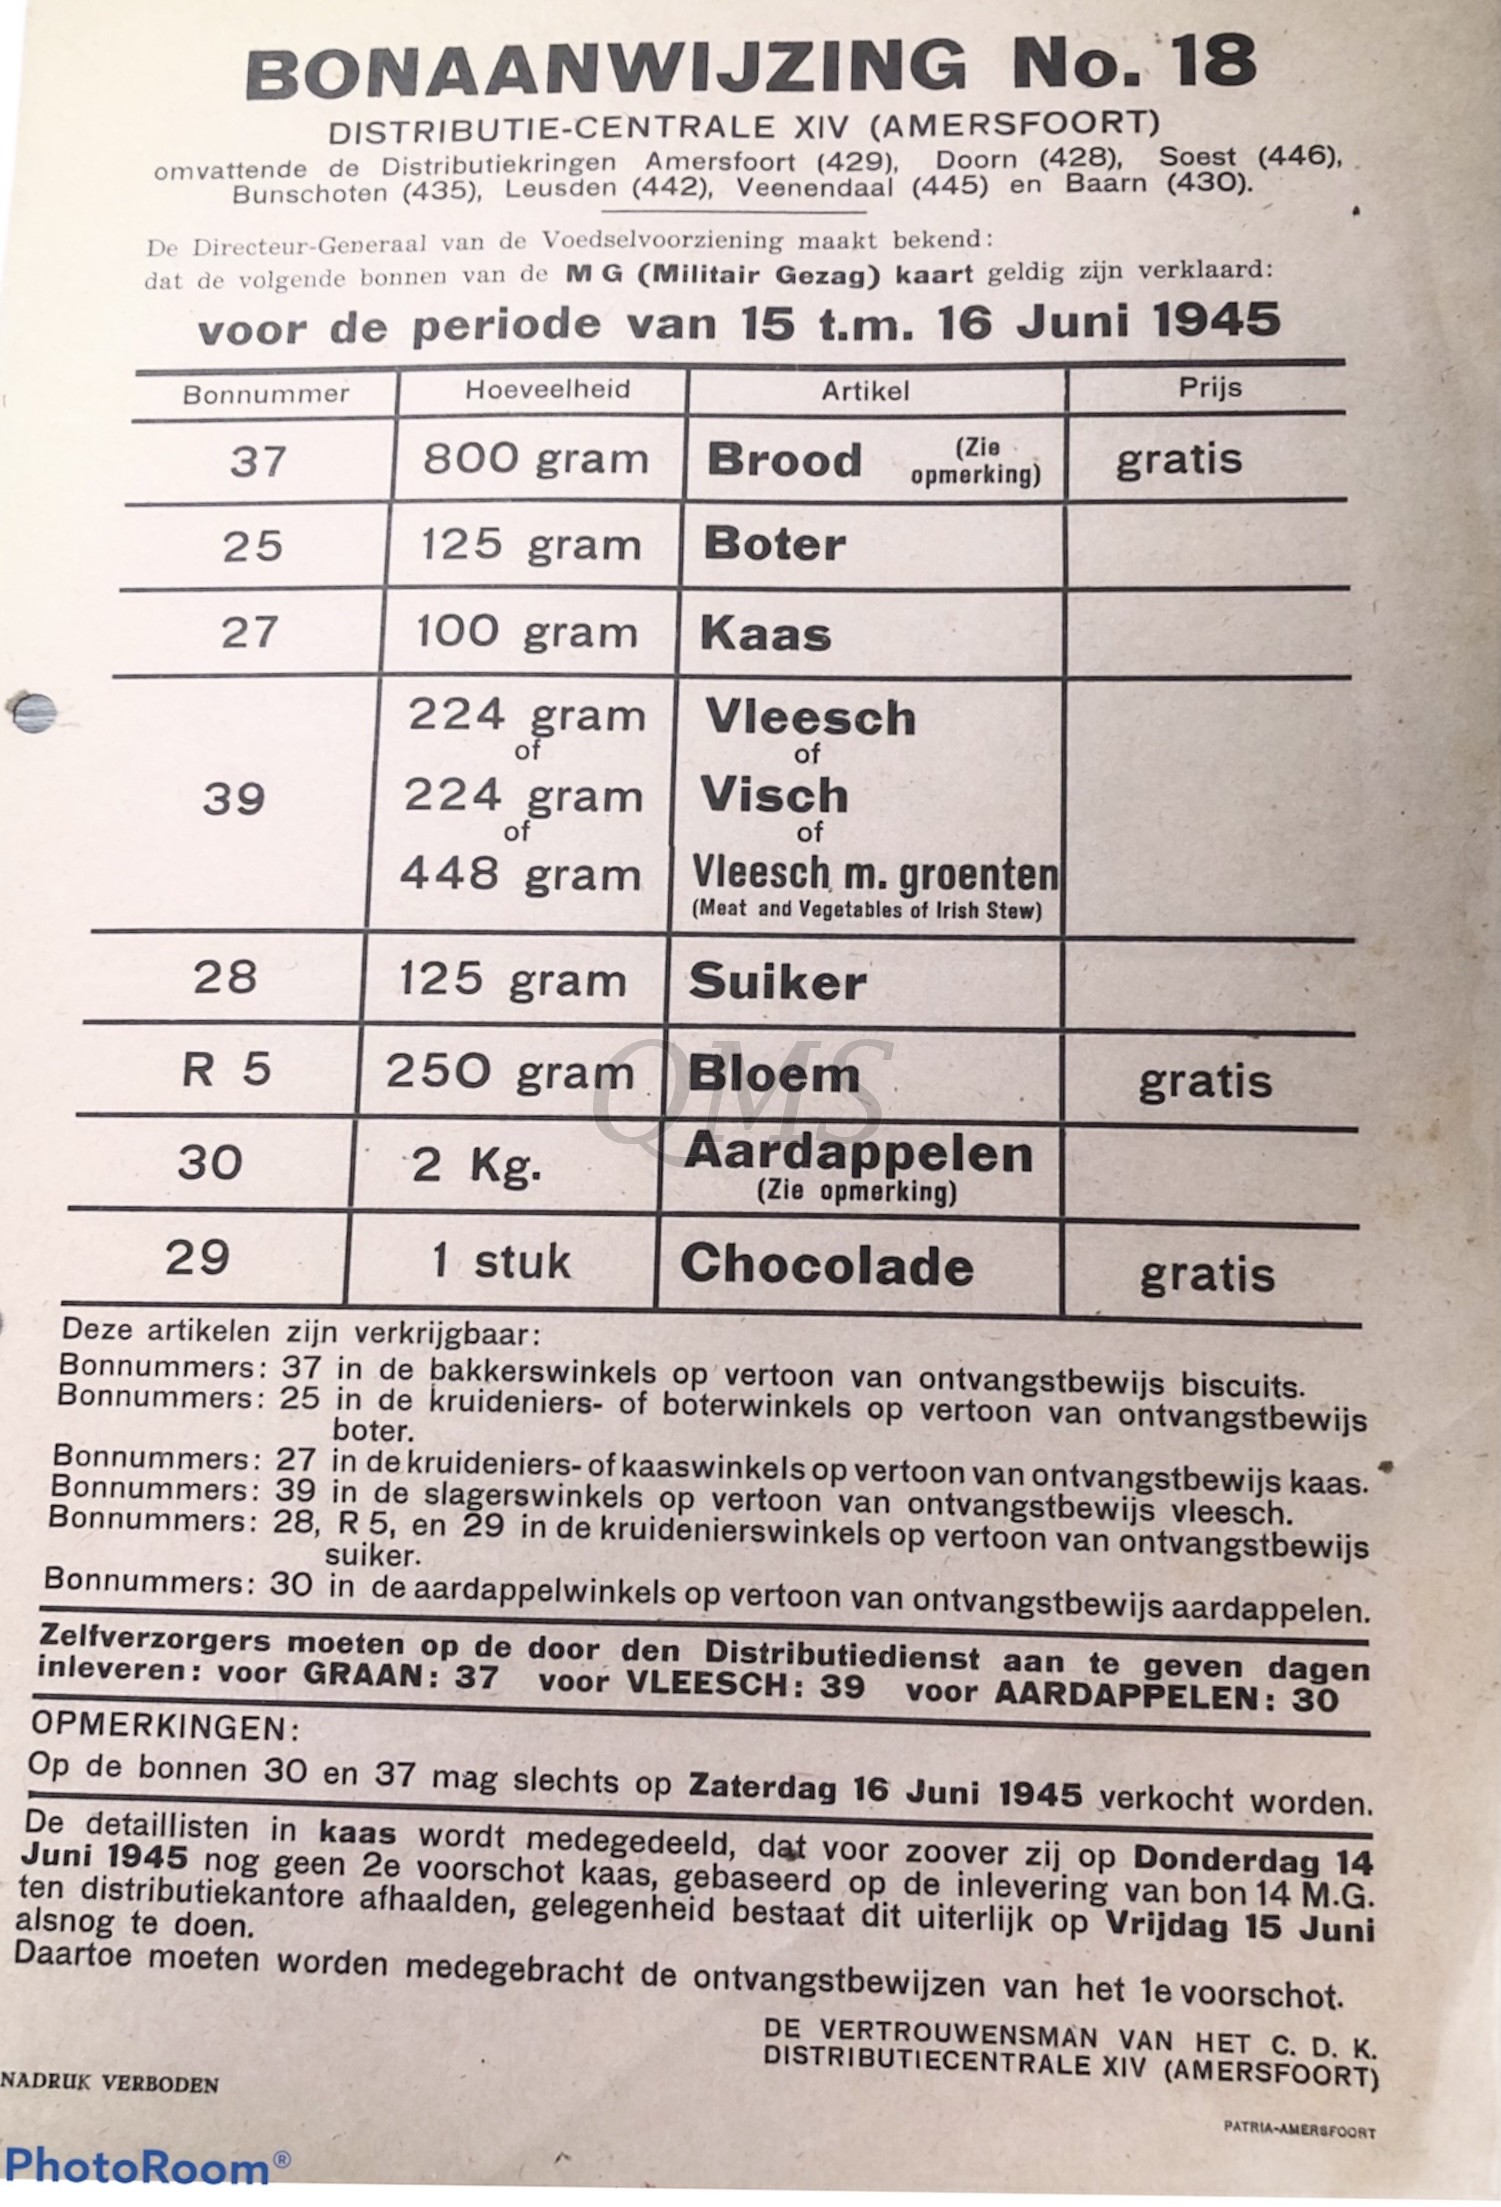 BONAANWIJZING No. 18
DISTRIBUTIE-CENTRALE XIV (AMERSFOORT)
omvattende de Distributiekringen Amersfoort (429), Doorn (428), Soest (446),
Bunschoten (435), Leusden (442), Veenendaal (445) en Baarn (430).
De Directeur-Generaal van de Voedselvoorziening maakt bekend:
dat de volgende bonnen van de M G (Militair Gezag) kaart geldig zijn verklaard:
voor de periode van 15 t.m. 16 Juni 1945
Bonnummer Hoeveelheid Artikel Prijs
37 800 gram Brood (Zie opmerking) gratis
25 125 gram Boter
27 100 gram Kaas
224 gram Vleesch
of of
39 224 gram Visch
of of
448 gram Vleesch m. groenten
(Meat and Vegetables of Irish Stew)
28 125 gram Suiker
R 5 250 gram Bloem gratis
QMS
30 2 Kg. Aardappelen
(Zie opmerking)
29 1 stuk Chocolade gratis
Deze artikelen zijn verkrijgbaar:
Bonnummers: 37 in de bakkerswinkels op vertoon van ontvangstbewijs biscuits.
Bonnummers: 25 in de kruideniers- of boterwinkels op vertoon van ontvangstbewijs
boter.
Bonnummers: 27 in de kruideniers- of kaaswinkels op vertoon van ontvangstbewijs kaas.
Bonnummers: 39 in de slagerswinkels op vertoon van ontvangstbewijs vleesch.
Bonnummers: 28, R 5, en 29 in de kruidenierswinkels op vertoon van ontvangstbewijs
suiker.
Bonnummers: 30 in de aardappelwinkels op vertoon van ontvangstbewijs aardappelen.
Zelfverzorgers moeten op de door den Distributiedienst aan te geven dagen
inleveren: voor GRAAN: 37 voor VLEESCH: 39 voor AARDAPPELEN: 30
OPMERKINGEN:
Op de bonnen 30 en 37 mag slechts op Zaterdag 16 Juni 1945 verkocht worden.
De detaillisten in kaas wordt medegedeeld, dat voor zoover zij op Donderdag 14
Juni 1945 nog geen 2e voorschot kaas, gebaseerd op de inlevering van bon 14 M.G.
ten distributiekantore afhaalden, gelegenheid bestaat dit uiterlijk op Vrijdag 15 Juni
alsnog te doen.
Daartoe moeten worden medegebracht de ontvangstbewijzen van het 1e voorschot.
DE VERTROUWENSMAN VAN HET C. D. K.
DISTRIBUTIECENTRALE XIV (AMERSFOORT)
NADRUK VERBODEN
PATRIA-AMERSFOORT
PhotoRoom®